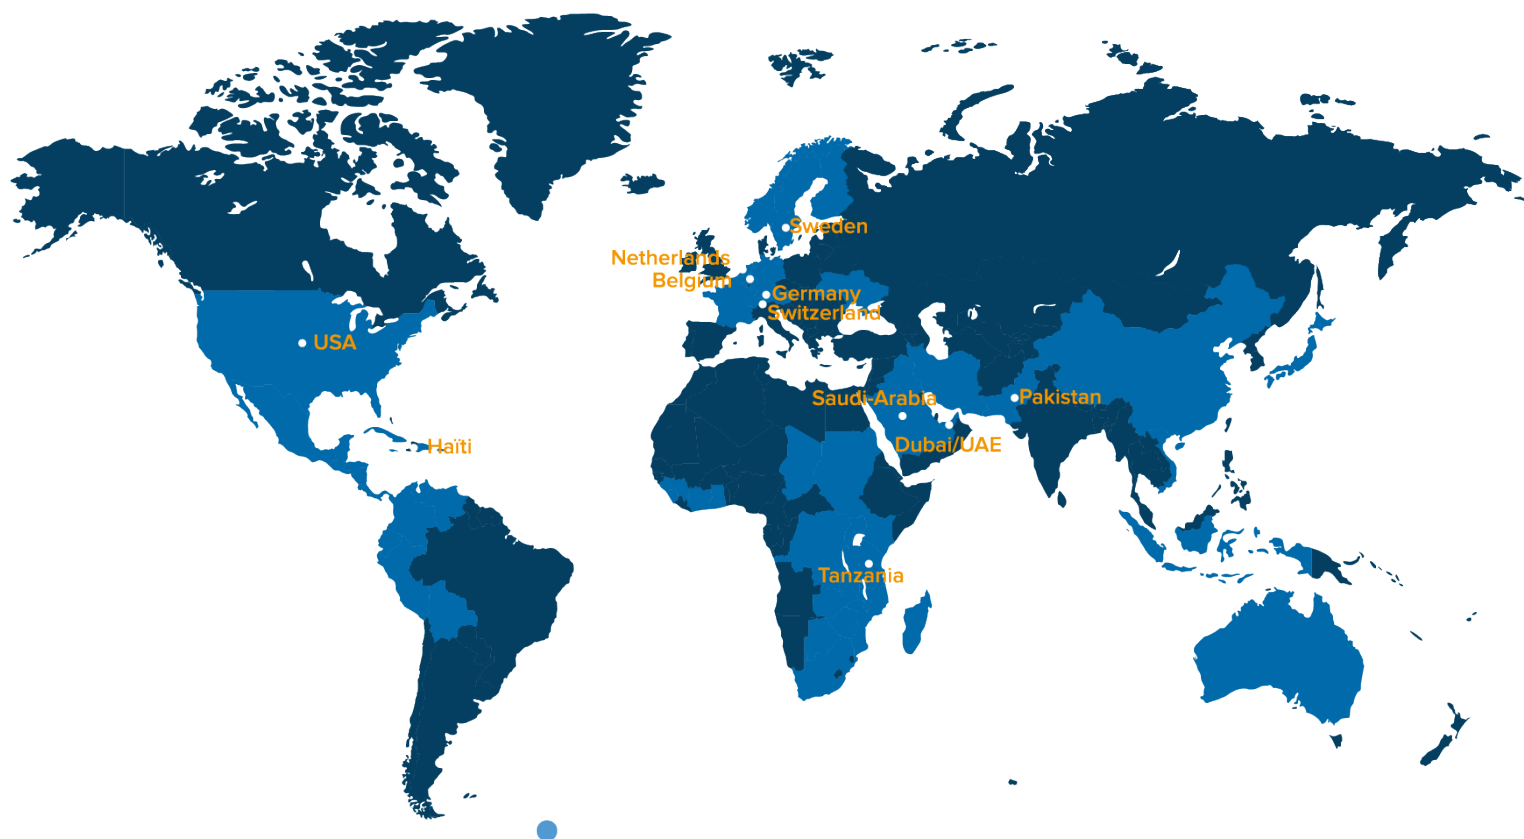 Sweden
Netherlands
Belgium
Germany
Switzerland
USA
Saudi-Arabia
Pakistan
Haïti
Dubai/UAE
Tanzania